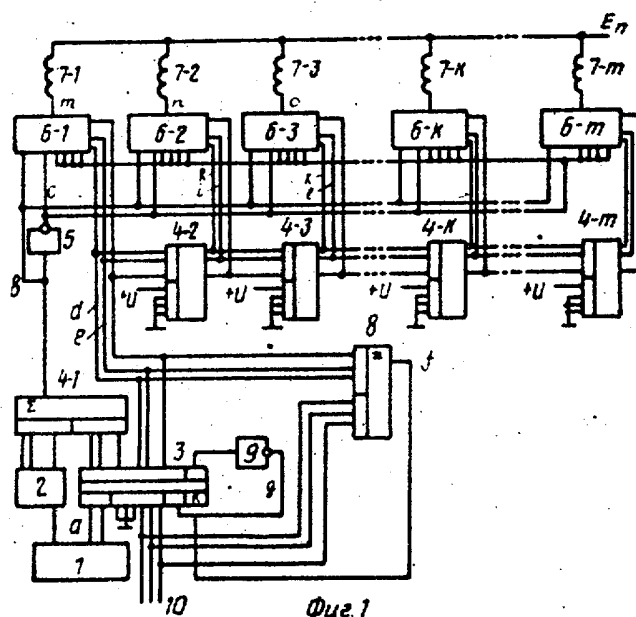 Eп
7-1 7-2 7-3 7-к 7-m
m n o
6-1 6-2 6-3 6-к 6-m
c k i k l
5
4-2 4-3 4-к 4-m
в d e
+U +U +U +U
8
=
f
4-1
Σ
3 9
2
g
a
1
10
Фиг.1